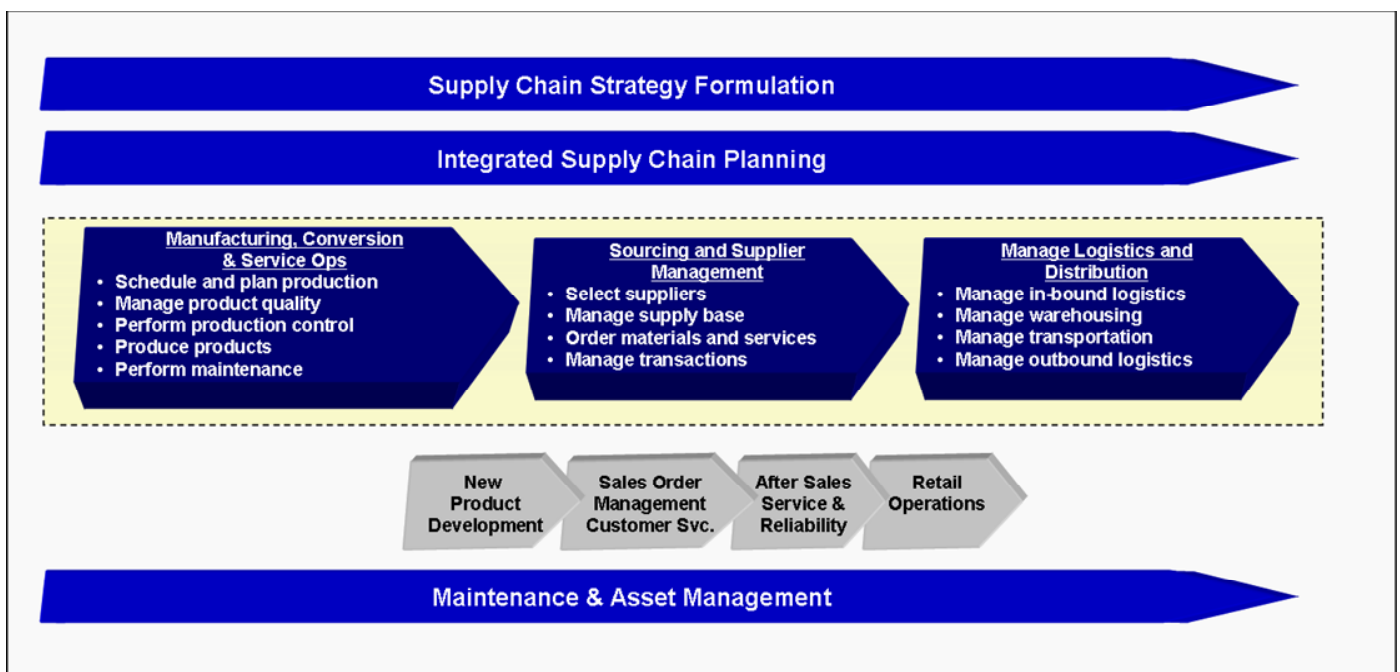 Supply Chain Strategy Formulation
Integrated Supply Chain Planning
Manufacturing, Conversion
& Service Ops
• Schedule and plan production
• Manage product quality
• Perform production control
• Produce products
• Perform maintenance
Sourcing and Supplier
Management
• Select suppliers
• Manage supply base
• Order materials and services
• Manage transactions
Manage Logistics and
Distribution
• Manage in-bound logistics
• Manage warehousing
• Manage transportation
• Manage outbound logistics
New
Product
Development
Sales Order
Management
Customer Svc.
After Sales
Service &
Reliability
Retail
Operations
Maintenance & Asset Management